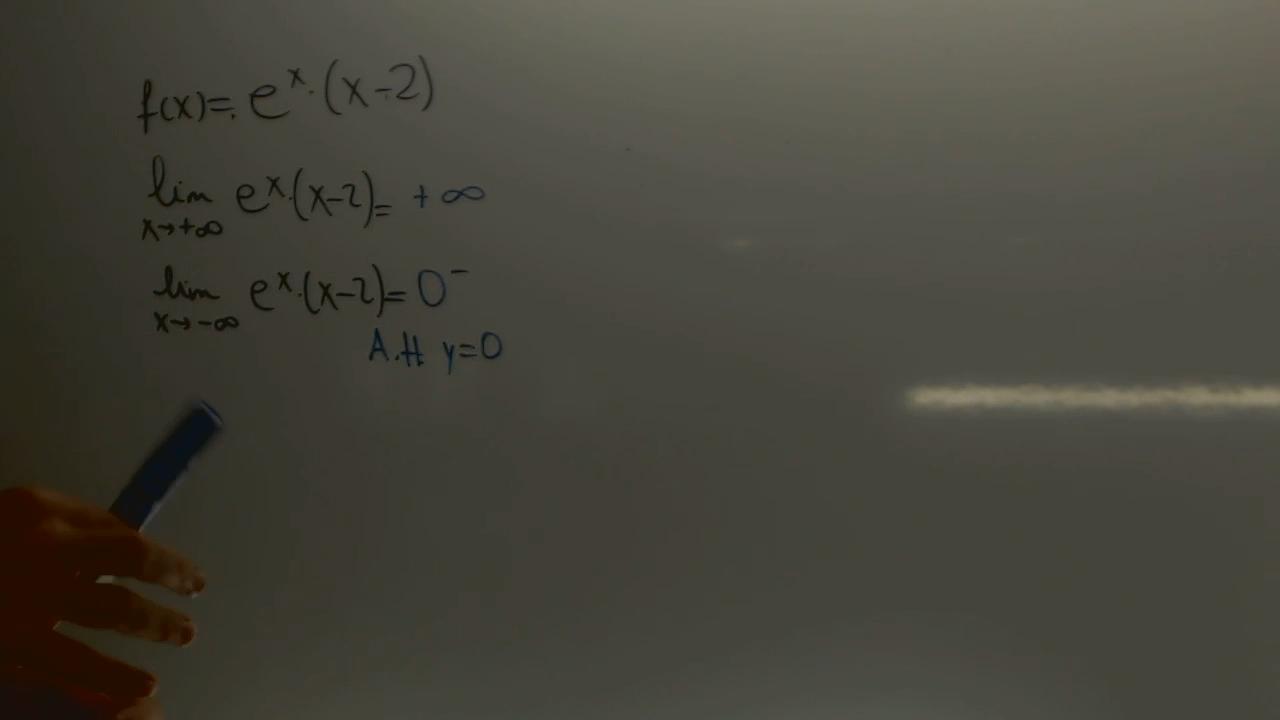 f(x)= e^x·(x-2)
lim e^x·(x-2)= +∞
x→+∞
lim e^x·(x-2)= 0⁻
x→-∞
A.H y=0